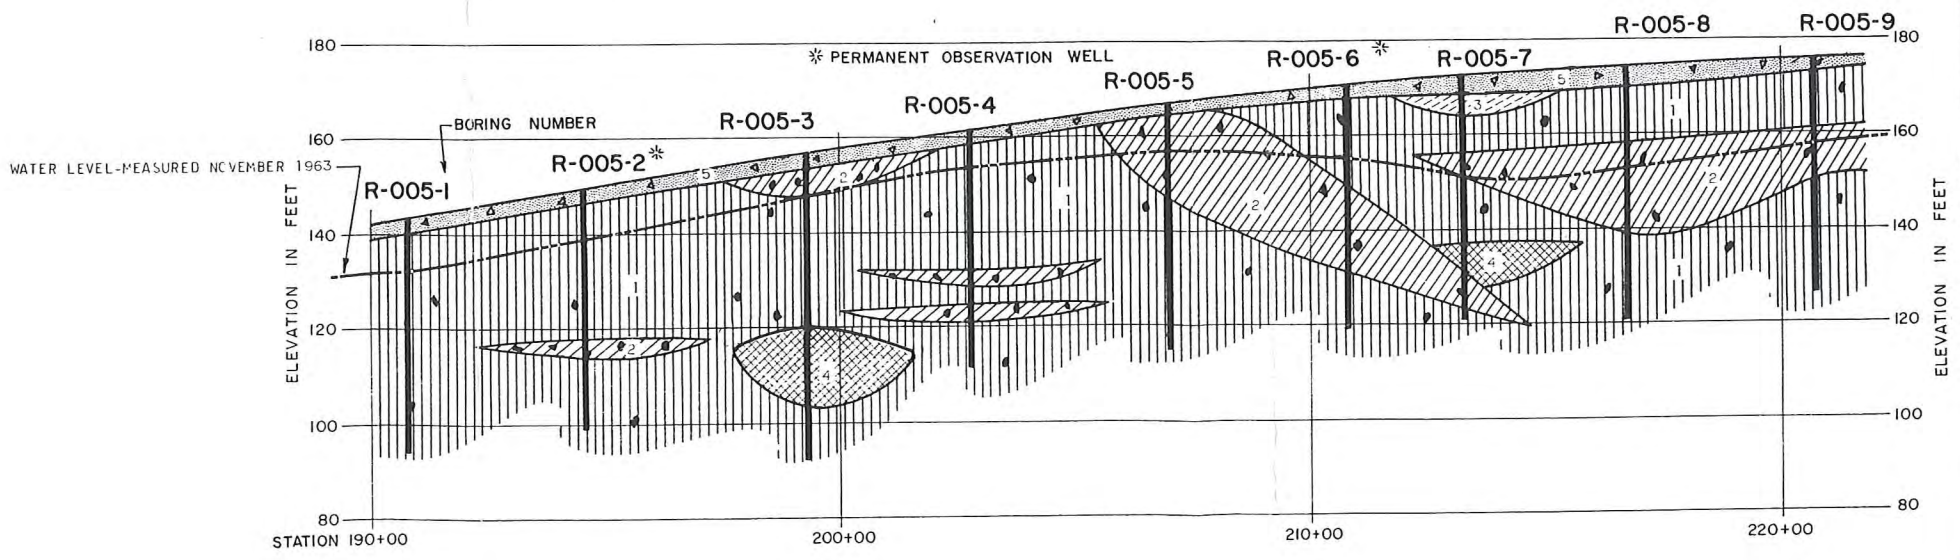 R-005-8 R-005-9
180 180
✲ PERMANENT OBSERVATION WELL R-005-6✲ R-005-7
R-005-5 5
R-005-4 3 1
BORING NUMBER R-005-3
160 160
WATER LEVEL-MEASURED NOVEMBER 1963 R-005-2✲ 5 2 2
R-005-1 1 2
140 140
4 1
1
120 120
2 4
100 100
80 80
ELEVATION IN FEET
ELEVATION IN FEET
STATION 190+00 200+00 210+00 220+00